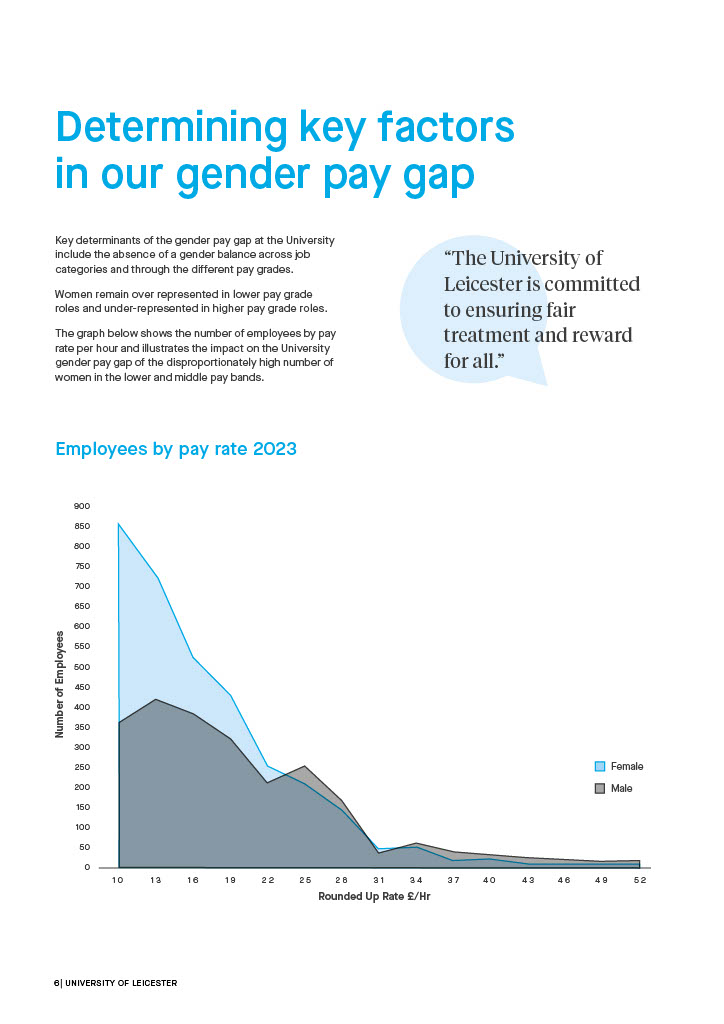 Determining key factors
in our gender pay gap
Key determinants of the gender pay gap at the University
include the absence of a gender balance across job
categories and through the different pay grades.
Women remain over represented in lower pay grade
roles and under-represented in higher pay grade roles.
The graph below shows the number of employees by pay
rate per hour and illustrates the impact on the University
gender pay gap of the disproportionately high number of
women in the lower and middle pay bands.
“The University of
Leicester is committed
to ensuring fair
treatment and reward
for all.”
Employees by pay rate 2023
Number of Employees
900
850
800
750
700
650
600
550
500
450
400
350
300
250
200
150
100
50
0
10 13 16 19 22 25 28 31 34 37 40 43 46 49 52
Rounded Up Rate £/Hr
Female
Male
6| UNIVERSITY OF LEICESTER